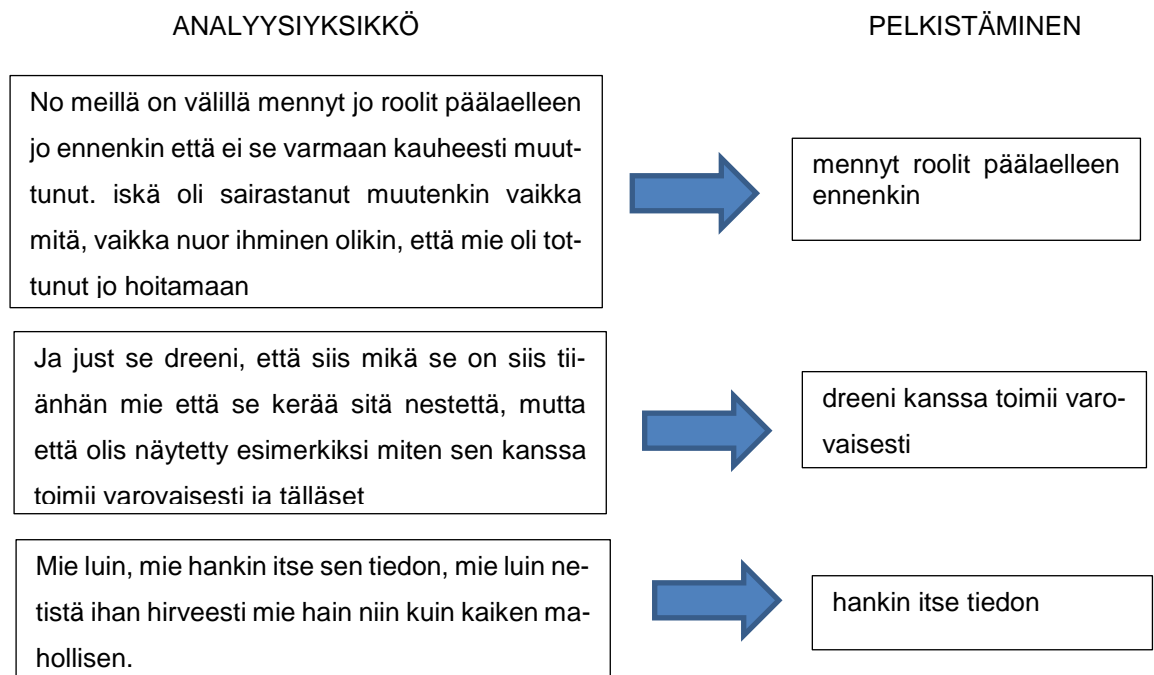 ANALYYSIYKSIKKÖ
PELKISTÄMINEN
No meillä on välillä mennyt jo roolit päälaelleen
jo ennenkin että ei se varmaan kauheesti muut-
tunut. iskä oli sairastanut muutenkin vaikka
mitä, vaikka nuor ihminen olikin, että mie oli tot-
tunut jo hoitamaan
mennyt roolit päälaelleen
ennenkin
Ja just se dreeni, että siis mikä se on siis tii-
änhän mie että se kerää sitä nestettä, mutta
että olis näytetty esimerkiksi miten sen kanssa
toimii varovaisesti ja tälläset
dreeni kanssa toimii varo-
vaisesti
Mie luin, mie hankin itse sen tiedon, mie luin ne-
tistä ihan hirveesti mie hain niin kuin kaiken ma-
hollisen.
hankin itse tiedon